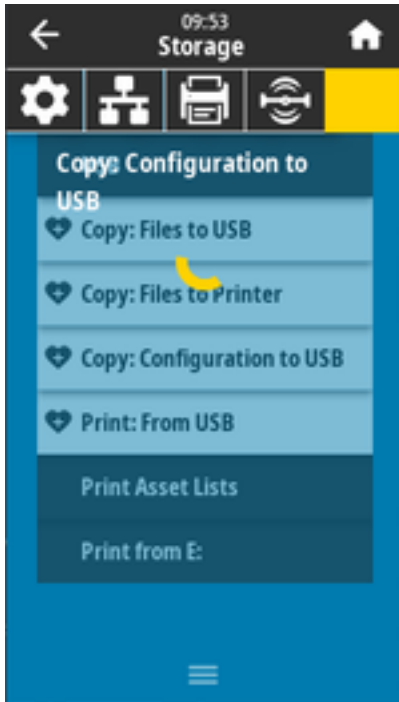 09:53
Storage
Copy: Configuration to
USB
Copy: Files to USB
Copy: Files to Printer
Copy: Configuration to USB
Print: From USB
Print Asset Lists
Print from E: